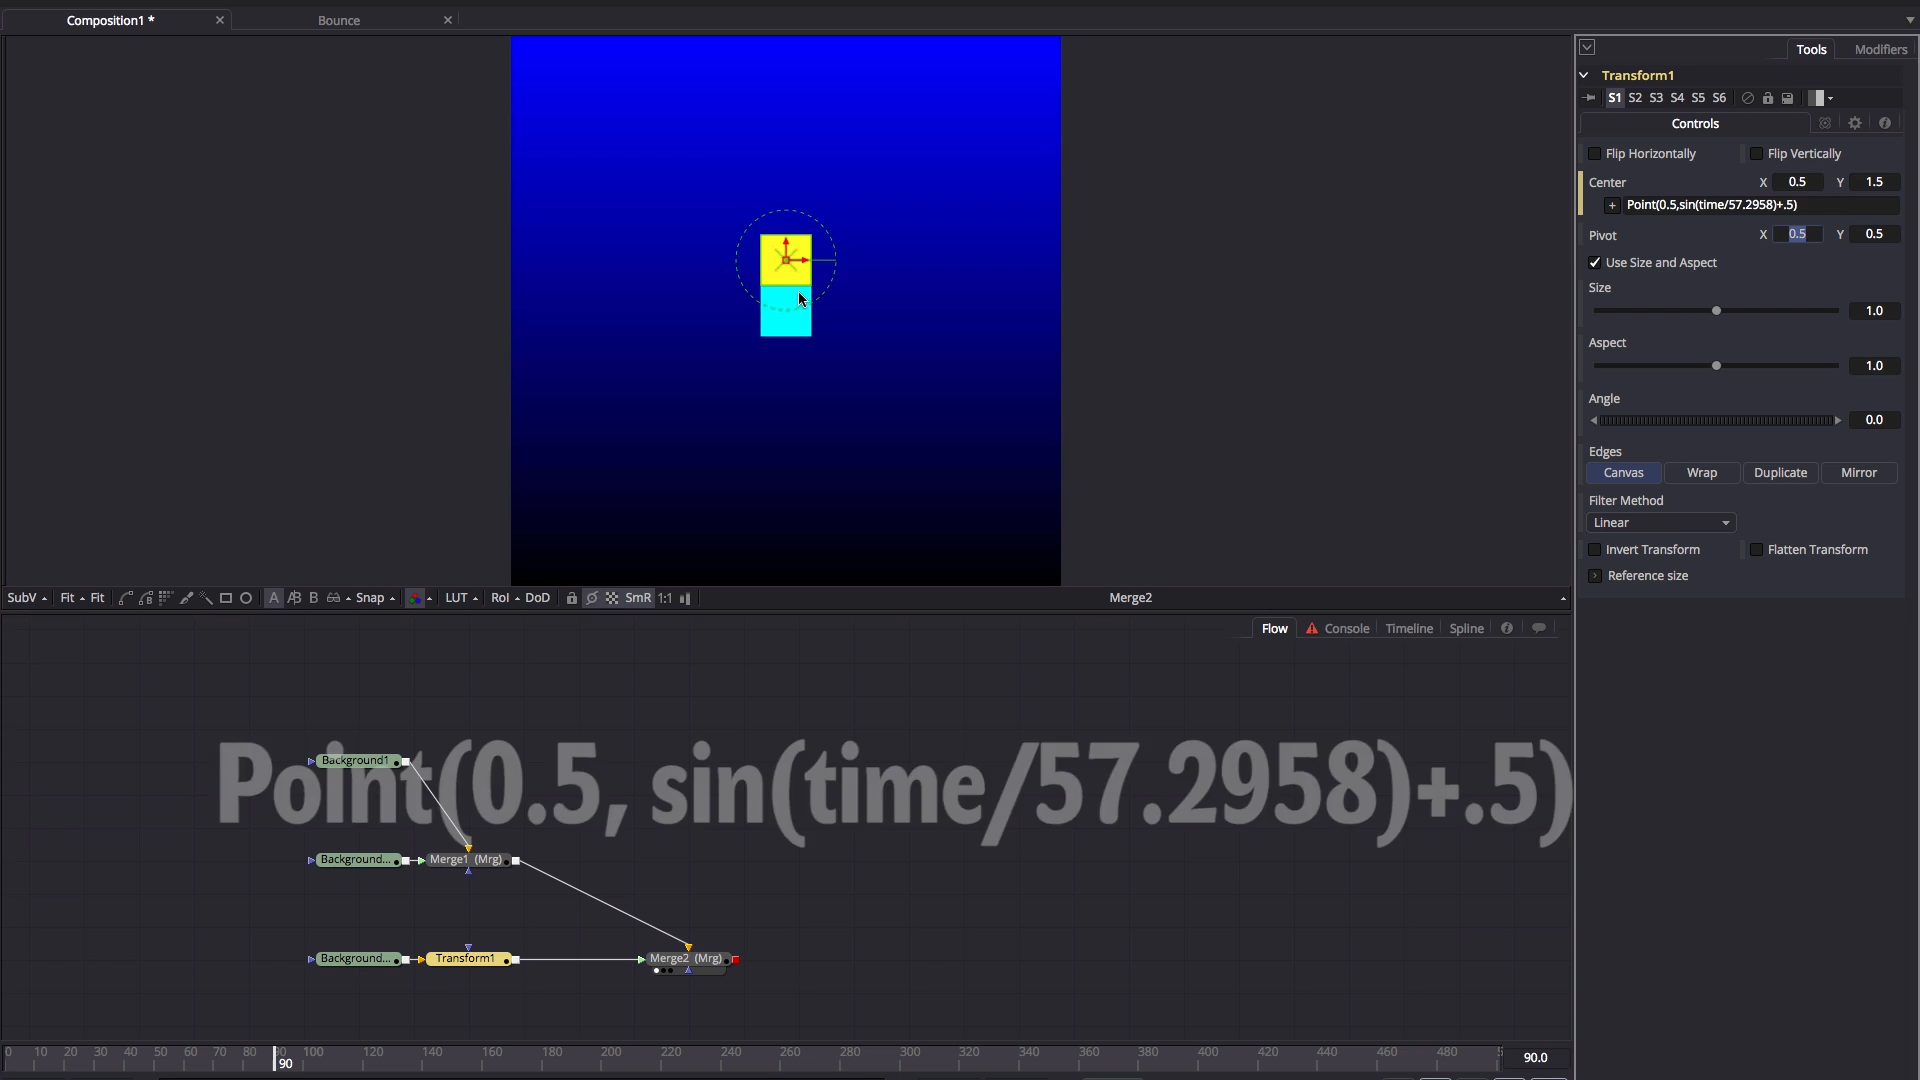 Composition1 *
Bounce
Tools
Modifiers
Transform1
S1 S2 S3 S4 S5 S6
Controls
Flip Horizontally
Flip Vertically
Center X 0.5 Y 1.5
+ Point(0.5,sin(time/57.2958)+.5)
Pivot X 0.5 Y 0.5
Use Size and Aspect
Size
1.0
Aspect
1.0
Angle
0.0
Edges
Canvas Wrap Duplicate Mirror
Filter Method
Linear
Invert Transform
Flatten Transform
Reference size
SubV Fit Fit A B Snap LUT RoI DoD SmR 1:1 Merge2
Flow Console Timeline Spline
Point(0.5, sin(time/57.2958)+.5)
Background1
Background... Merge1 (Mrg)
Background... Transform1 Merge2 (Mrg)
0 10 20 30 40 50 60 70 80 90 100 120 140 160 180 200 220 240 260 280 300 320 340 360 380 400 420 440 460 480
90
90.0